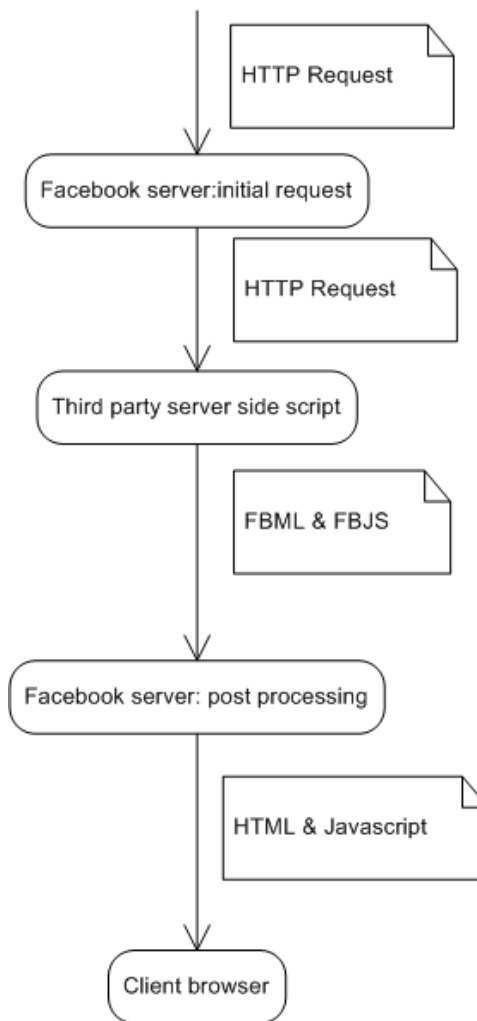 HTTP Request
Facebook server:initial request
HTTP Request
Third party server side script
FBML & FBJS
Facebook server: post processing
HTML & Javascript
Client browser